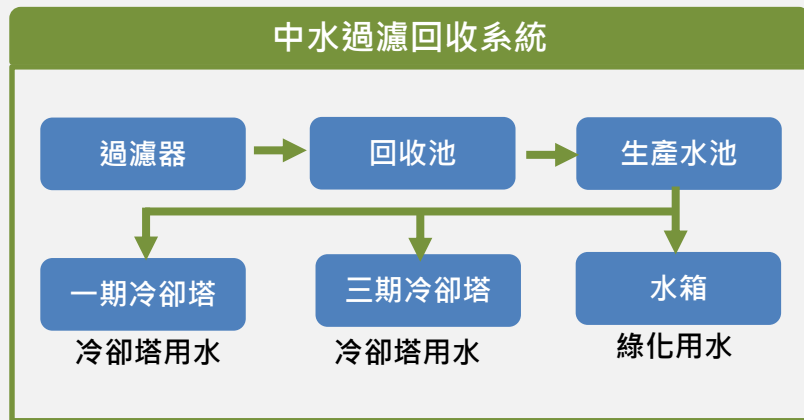 中水過濾回收系統
過濾器
回收池
生產水池
一期冷卻塔
三期冷卻塔
水箱
冷卻塔用水
冷卻塔用水
綠化用水